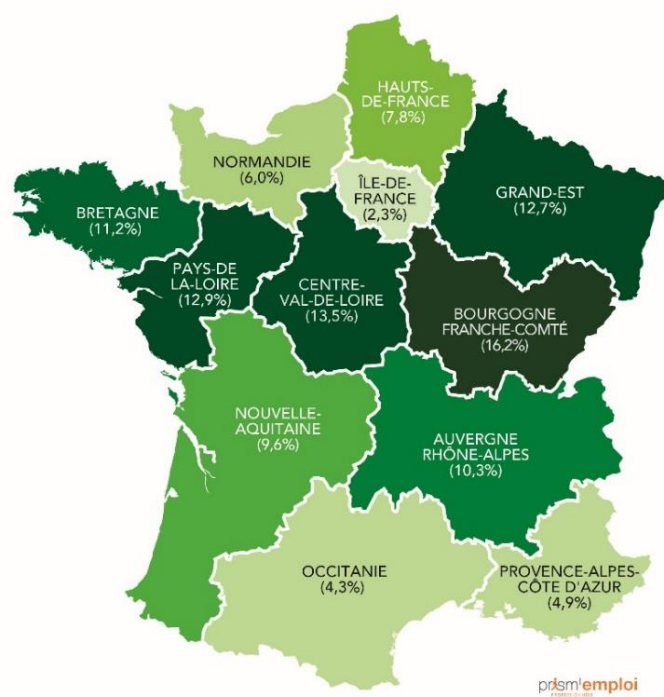 HAUTS-
DE-FRANCE
(7,8%)
NORMANDIE
(6,0%)
ÎLE-DE-
FRANCE
(2,3%)
GRAND-EST
(12,7%)
BRETAGNE
(11,2%)
PAYS-DE
LA-LOIRE
(12,9%)
CENTRE-
VAL-DE-LOIRE
(13,5%)
BOURGOGNE
FRANCHE-COMTÉ
(16,2%)
NOUVELLE-
AQUITAINE
(9,6%)
AUVERGNE
RHÔNE-ALPES
(10,3%)
OCCITANIE
(4,3%)
PROVENCE-ALPES-
CÔTE D'AZUR
(4,9%)
prism'emploi